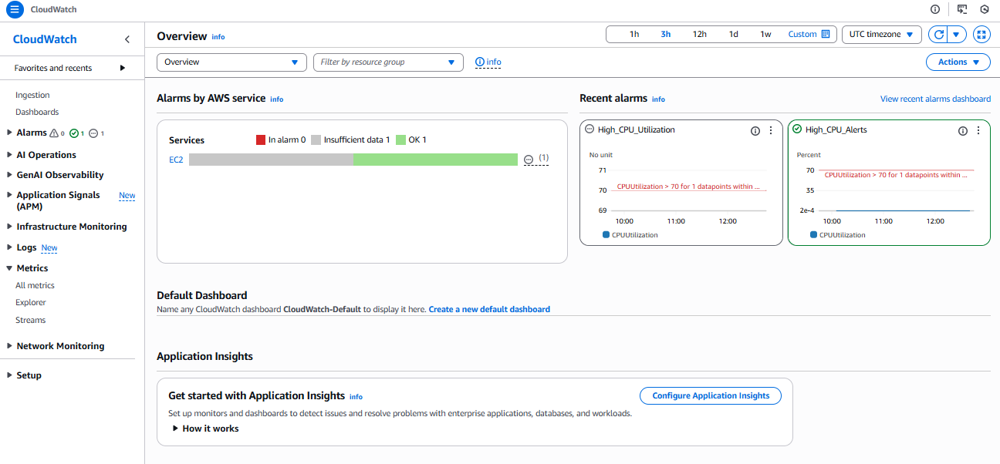 CloudWatch
CloudWatch
Favorites and recents
Ingestion
Dashboards
Alarms 0 1 1
AI Operations
GenAI Observability
Application Signals (APM) New
Infrastructure Monitoring
Logs New
Metrics
All metrics
Explorer
Streams
Network Monitoring
Setup
Overview info
1h 3h 12h 1d 1w Custom UTC timezone
Overview Filter by resource group info Actions
Alarms by AWS service info
Services In alarm 0 Insufficient data 1 OK 1
EC2 (1)
Recent alarms info View recent alarms dashboard
High_CPU_Utilization
No unit
71
CPUUtilization > 70 for 1 datapoints within ...
70
69
10:00 11:00 12:00
CPUUtilization
High_CPU_Alerts
Percent
70
CPUUtilization > 70 for 1 datapoints within ...
35
2e-4
10:00 11:00 12:00
CPUUtilization
Default Dashboard
Name any CloudWatch dashboard CloudWatch-Default to display it here. Create a new default dashboard
Application Insights
Get started with Application Insights info Configure Application Insights
Set up monitors and dashboards to detect issues and resolve problems with enterprise applications, databases, and workloads.
How it works